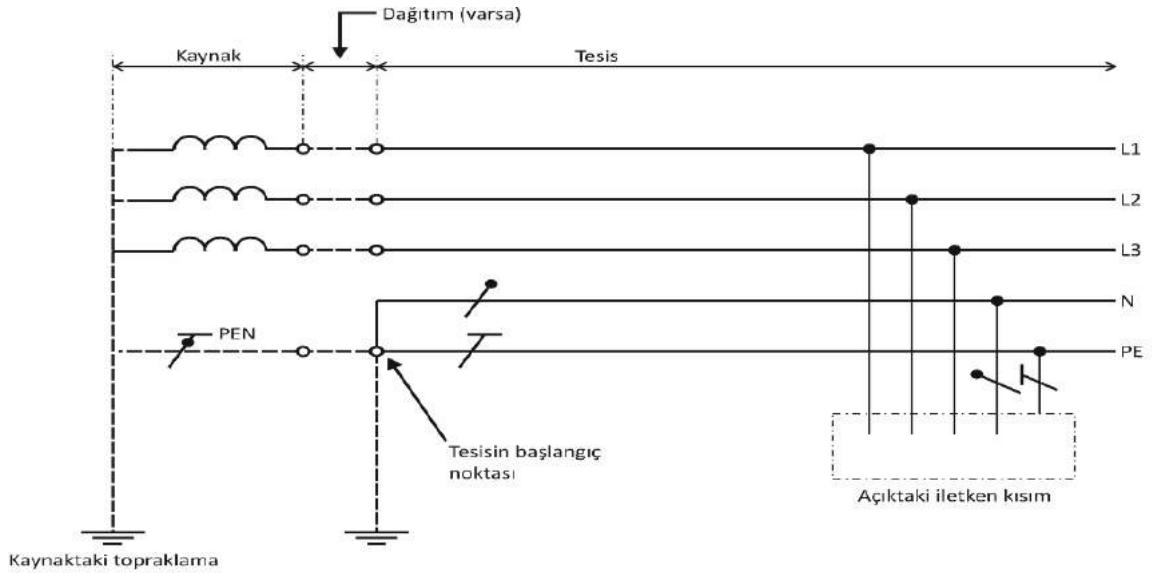 Dağıtım (varsa)
Kaynak
Tesis
L1
L2
L3
N
PEN
PE
Tesisin başlangıç
noktası
Açıktaki iletken kısım
Kaynaktaki topraklama